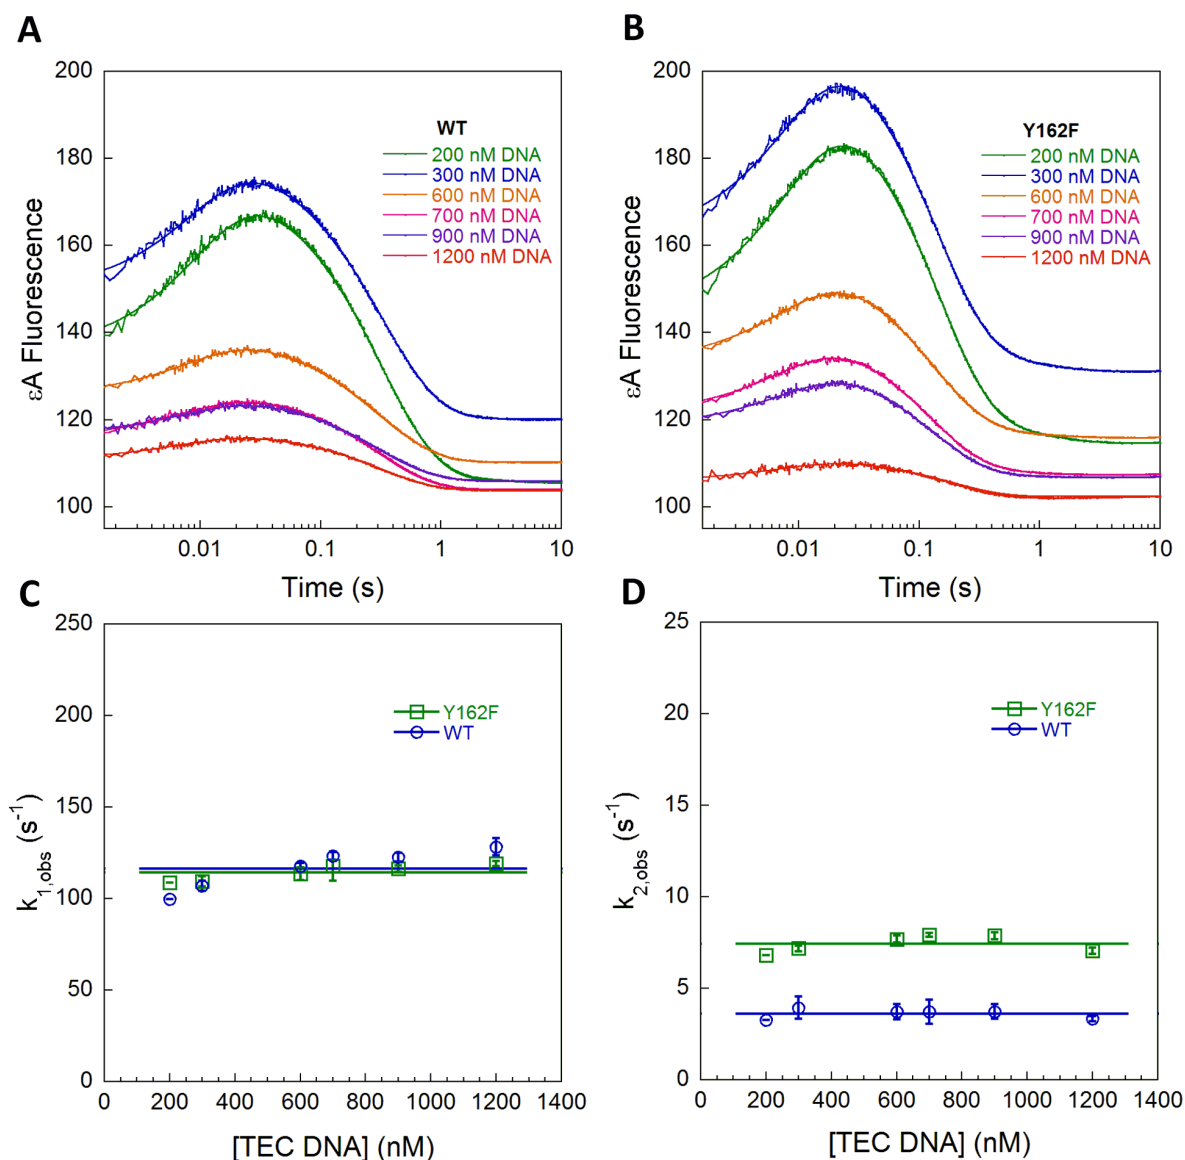 A
200
180
160
140
120
100
εA Fluorescence
WT
200 nM DNA
300 nM DNA
600 nM DNA
700 nM DNA
900 nM DNA
1200 nM DNA
0.01 0.1 1 10
Time (s)
B
200
180
160
140
120
100
εA Fluorescence
Y162F
200 nM DNA
300 nM DNA
600 nM DNA
700 nM DNA
900 nM DNA
1200 nM DNA
0.01 0.1 1 10
Time (s)
C
250
200
150
100
50
0
k1,obs (s-1)
Y162F
WT
0 200 400 600 800 1000 1200 1400
[TEC DNA] (nM)
D
25
20
15
10
5
0
k2,obs (s-1)
Y162F
WT
0 200 400 600 800 1000 1200 1400
[TEC DNA] (nM)